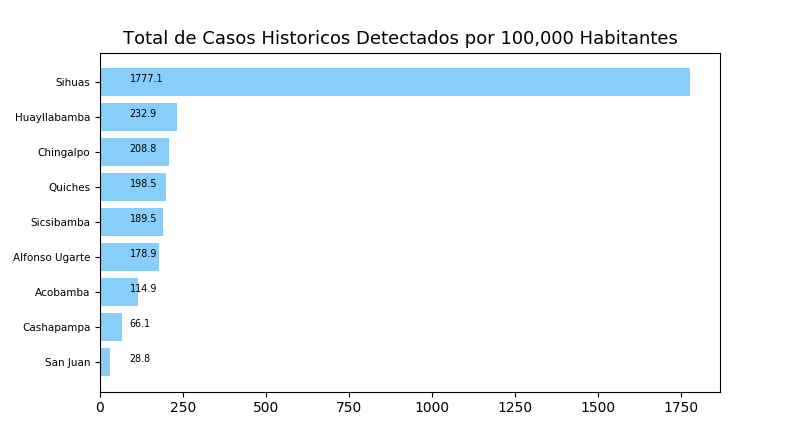 Total de Casos Historicos Detectados por 100,000 Habitantes
Sihuas 1777.1
Huayllabamba 232.9
Chingalpo 208.8
Quiches 198.5
Sicsibamba 189.5
Alfonso Ugarte 178.9
Acobamba 114.9
Cashapampa 66.1
San Juan 28.8
0 250 500 750 1000 1250 1500 1750